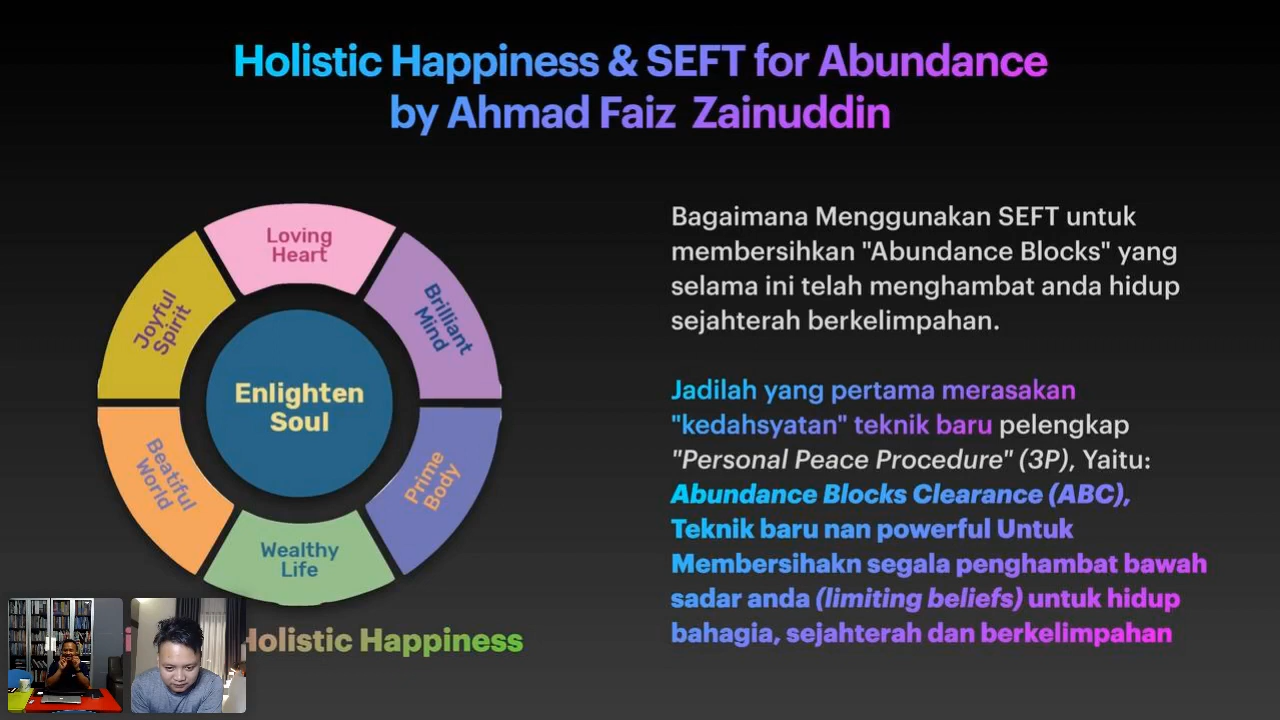 Holistic Happiness & SEFT for Abundance
by Ahmad Faiz Zainuddin
Loving
Heart
Brilliant
Mind
Prime
Body
Wealthy
Life
Beatiful
World
Joyful
Spirit
Enlighten
Soul
Holistic Happiness
Bagaimana Menggunakan SEFT untuk
membersihkan "Abundance Blocks" yang
selama ini telah menghambat anda hidup
sejahterah berkelimpahan.
Jadilah yang pertama merasakan
"kedahsyatan" teknik baru pelengkap
"Personal Peace Procedure" (3P), Yaitu:
Abundance Blocks Clearance (ABC),
Teknik baru nan powerful Untuk
Membersihakn segala penghambat bawah
sadar anda (limiting beliefs) untuk hidup
bahagia, sejahterah dan berkelimpahan